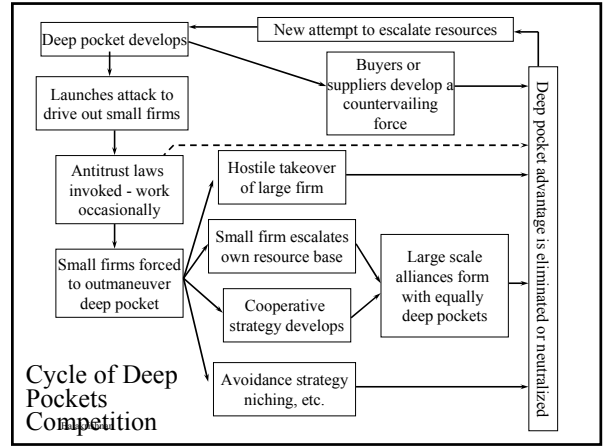 New attempt to escalate resources
Deep pocket develops
Buyers or
suppliers develop a
countervailing
force
Launches attack to
drive out small firms
Antitrust laws
invoked - work
occasionally
Hostile takeover
of large firm
Small firms forced
to outmaneuver
deep pocket
Small firm escalates
own resource base
Large scale
alliances form
with equally
deep pockets
Cooperative
strategy develops
Avoidance strategy
niching, etc.
Deep pocket advantage is eliminated or neutralized
Cycle of Deep
Pockets
Competition